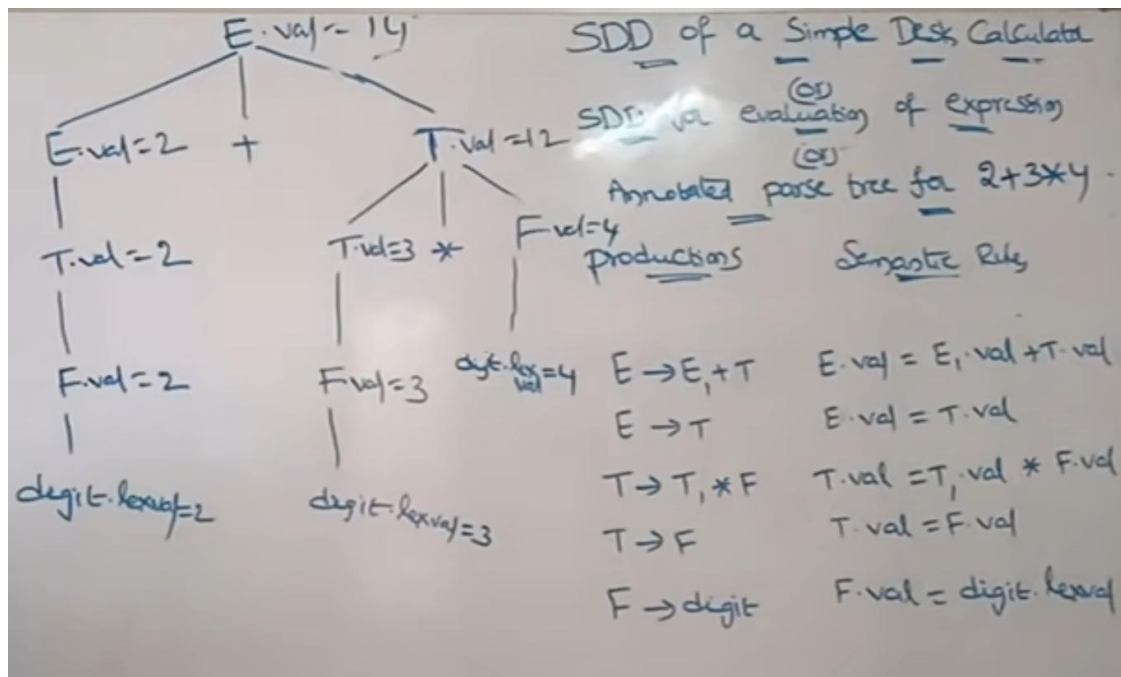 E.val = 14
E.val=2 + T.val=12
T.val=2
T.val=3 * F.val=4
F.val=2
F.val=3
digit.lexval=4
digit.lexval=2
digit.lexval=3
SDD of a Simple Desk Calculator
(or)
SDD for evaluation of expression
(or)
Annotated parse tree for 2+3*4.
Productions Semantic Rules
E → E₁ + T E.val = E₁.val + T.val
E → T E.val = T.val
T → T₁ * F T.val = T₁.val * F.val
T → F T.val = F.val
F → digit F.val = digit.lexval